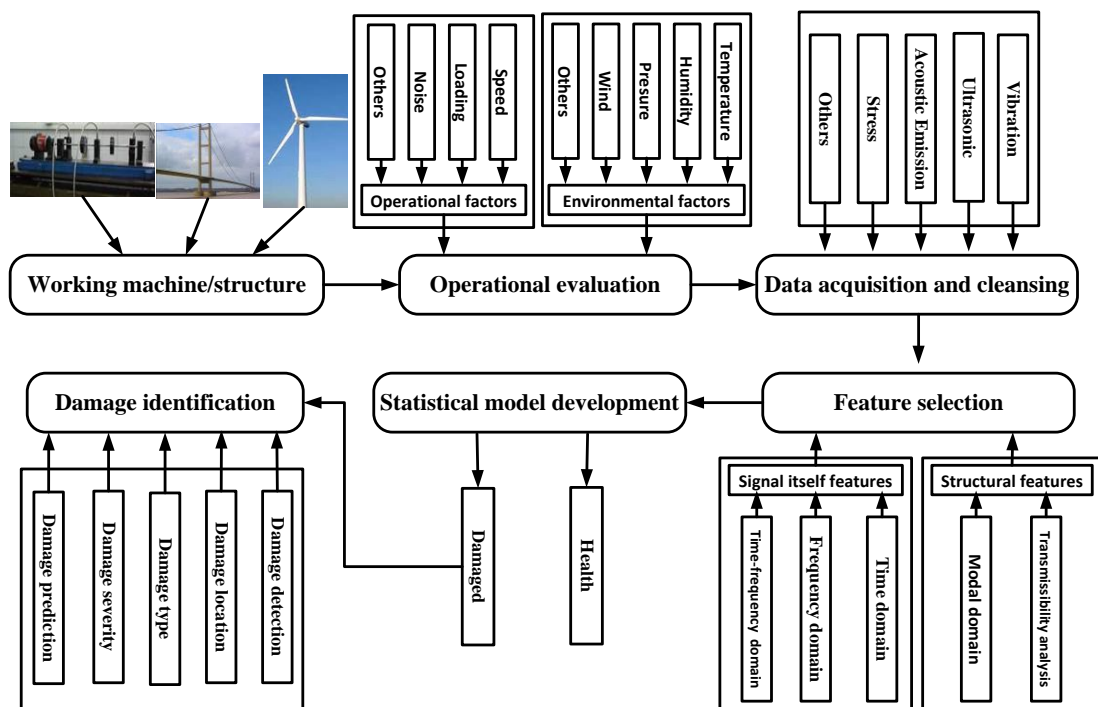 Others
Noise
Loading
Speed
Operational factors
Others
Wind
Presure
Humidity
Temperature
Environmental factors
Others
Stress
Acoustic Emission
Ultrasonic
Vibration
Working machine/structure
Operational evaluation
Data acquisition and cleansing
Damage identification
Statistical model development
Feature selection
Damage prediction
Damage severity
Damage type
Damage location
Damage detection
Damaged
Health
Signal itself features
Time-frequency domain
Frequency domain
Time domain
Structural features
Modal domain
Transmissibility analysis